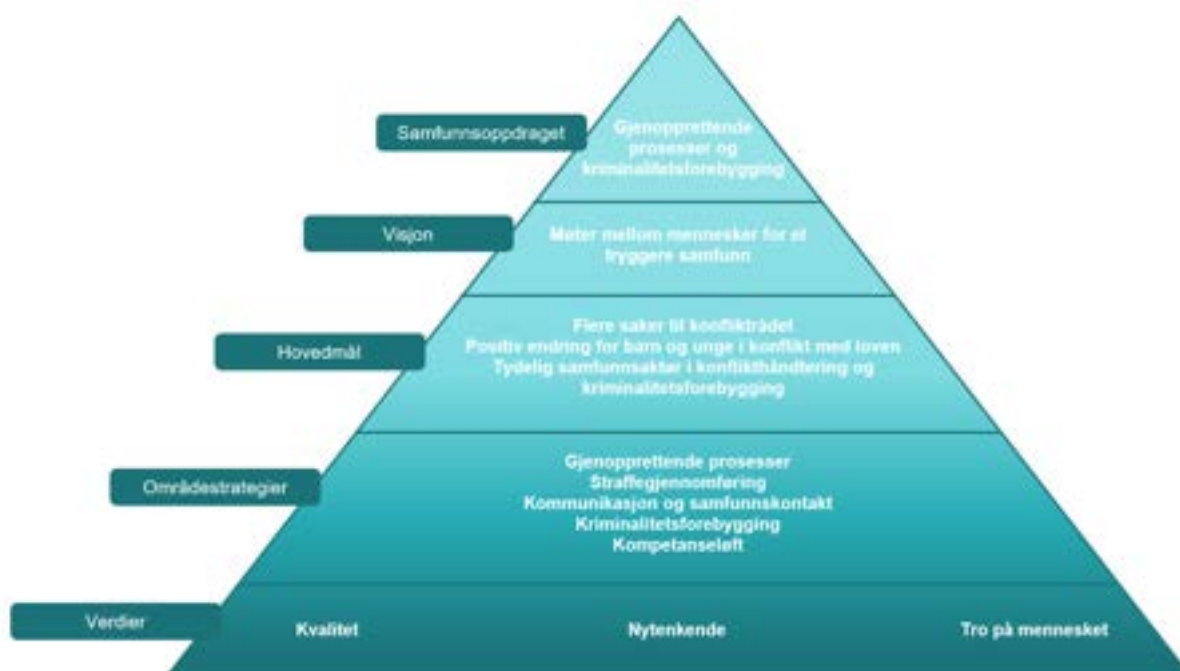 Samfunnsoppdraget
Gjenopprettende
prosesser og
kriminalitetsforebygging
Visjon
Møter mellom mennesker for et
tryggere samfunn
Hovedmål
Flere saker til konfliktrådet
Positiv endring for barn og unge i konflikt med loven
Tydelig samfunnsaktør i konflikthåndtering og
kriminalitetsforebygging
Områdestrategier
Gjenopprettende prosesser
Straffegjennomføring
Kommunikasjon og samfunnskontakt
Kriminalitetsforebygging
Kompetanseløft
Verdier
Kvalitet
Nytenkende
Tro på mennesket